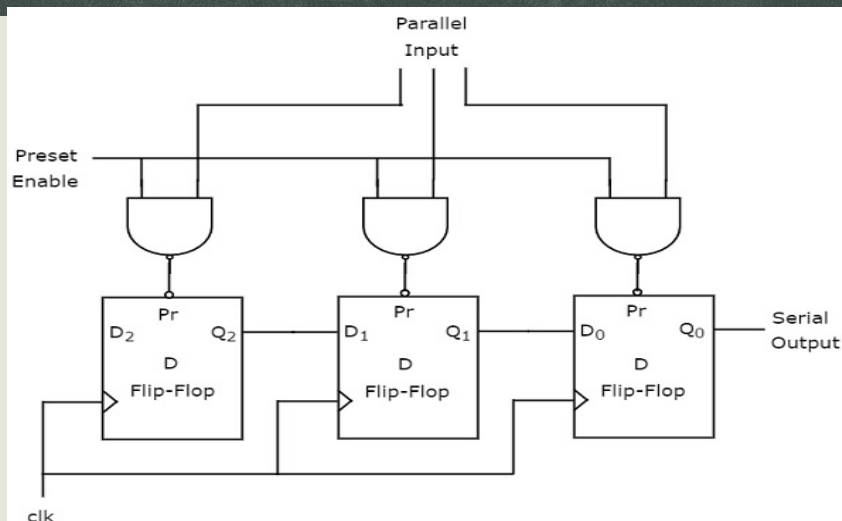 Parallel
Input
Preset
Enable
Pr
Pr
Pr
D₂ Q₂
D₁ Q₁
D₀ Q₀
Serial
Output
D
Flip-Flop
D
Flip-Flop
D
Flip-Flop
clk